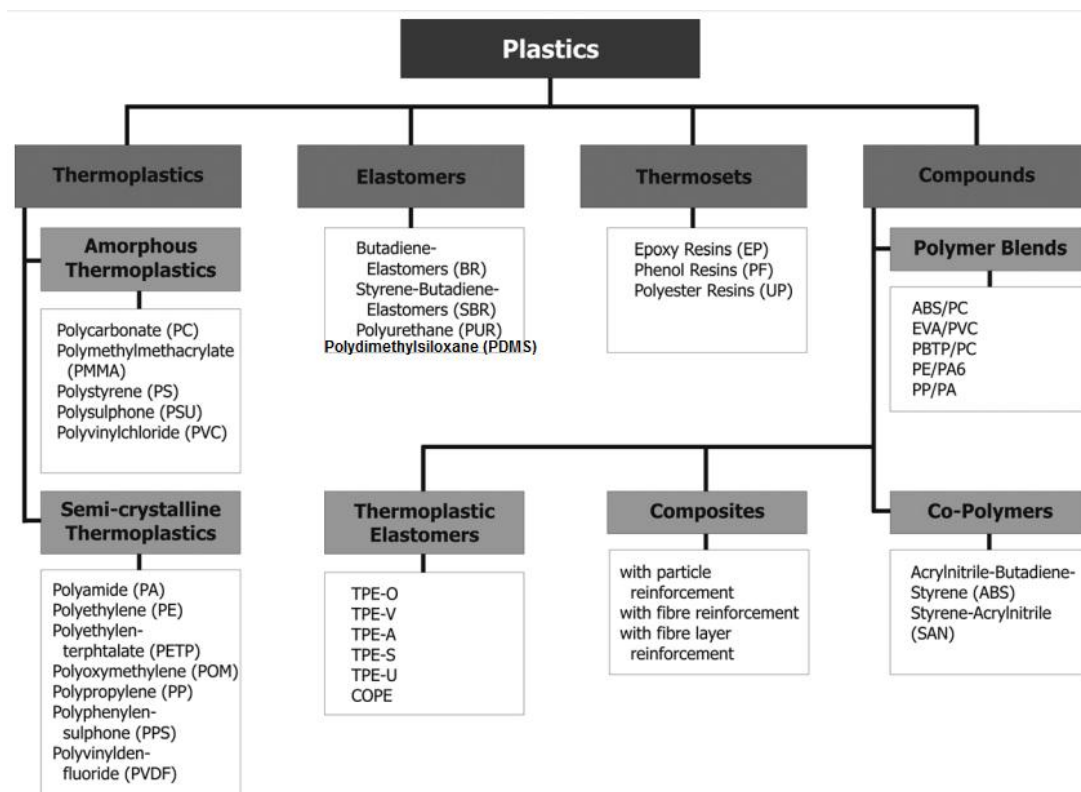 Plastics
Thermoplastics
Elastomers
Thermosets
Compounds
Amorphous
Thermoplastics
Polycarbonate (PC)
Polymethylmethacrylate
(PMMA)
Polystyrene (PS)
Polysulphone (PSU)
Polyvinylchloride (PVC)
Semi-crystalline
Thermoplastics
Polyamide (PA)
Polyethylene (PE)
Polyethylen-
terphtalate (PETP)
Polyoxymethylene (POM)
Polypropylene (PP)
Polyphenylen-
sulphone (PPS)
Polyvinylden-
fluoride (PVDF)
Butadiene-
Elastomers (BR)
Styrene-Butadiene-
Elastomers (SBR)
Polyurethane (PUR)
Polydimethylsiloxane (PDMS)
Epoxy Resins (EP)
Phenol Resins (PF)
Polyester Resins (UP)
Polymer Blends
ABS/PC
EVA/PVC
PBTP/PC
PE/PA6
PP/PA
Thermoplastic
Elastomers
TPE-O
TPE-V
TPE-A
TPE-S
TPE-U
COPE
Composites
with particle
reinforcement
with fibre reinforcement
with fibre layer
reinforcement
Co-Polymers
Acrylnitrile-Butadiene-
Styrene (ABS)
Styrene-Acrylnitrile
(SAN)